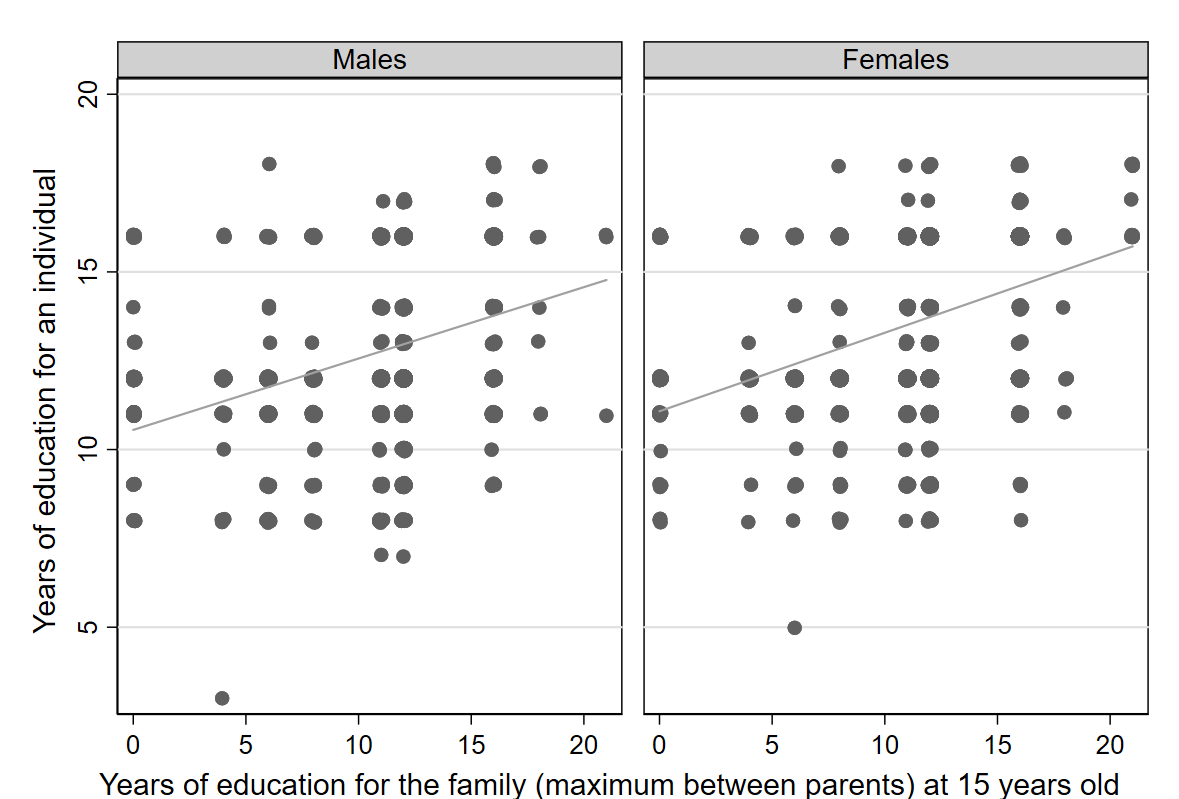 Males
Females
Years of education for an individual
20
15
10
5
0 5 10 15 20
0 5 10 15 20
Years of education for the family (maximum between parents) at 15 years old